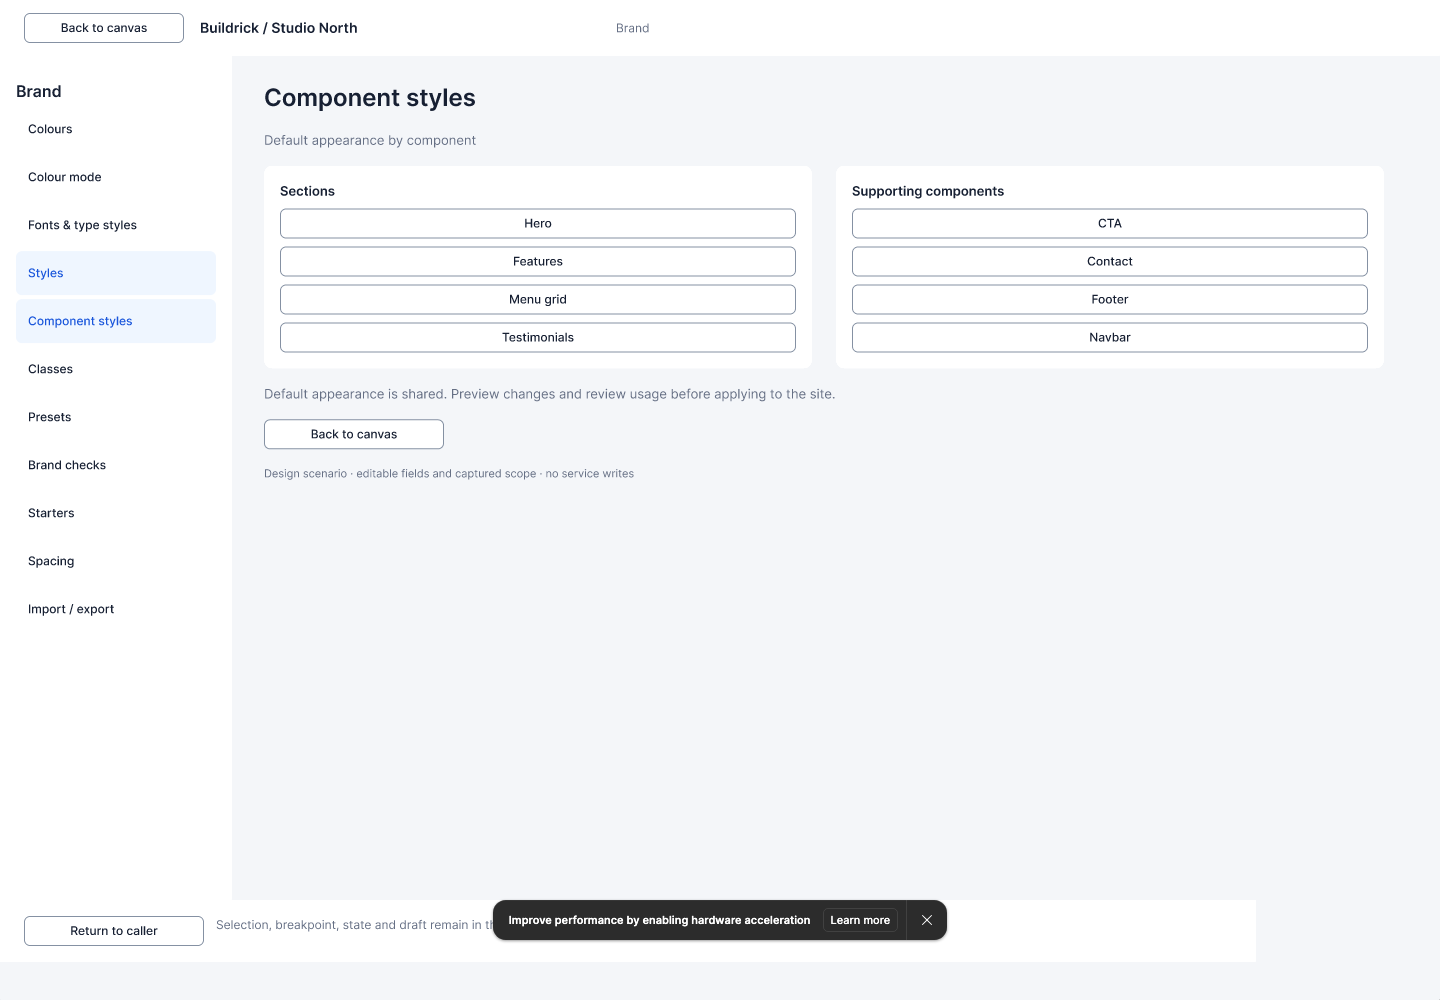 Back to canvas
Buildrick / Studio North
Brand
Brand
Colours
Colour mode
Fonts & type styles
Styles
Component styles
Classes
Presets
Brand checks
Starters
Spacing
Import / export
Component styles
Default appearance by component
Sections
Hero
Features
Menu grid
Testimonials
Supporting components
CTA
Contact
Footer
Navbar
Default appearance is shared. Preview changes and review usage before applying to the site.
Back to canvas
Design scenario · editable fields and captured scope · no service writes
Return to caller
Selection, breakpoint, state and draft remain in
Improve performance by enabling hardware acceleration
Learn more